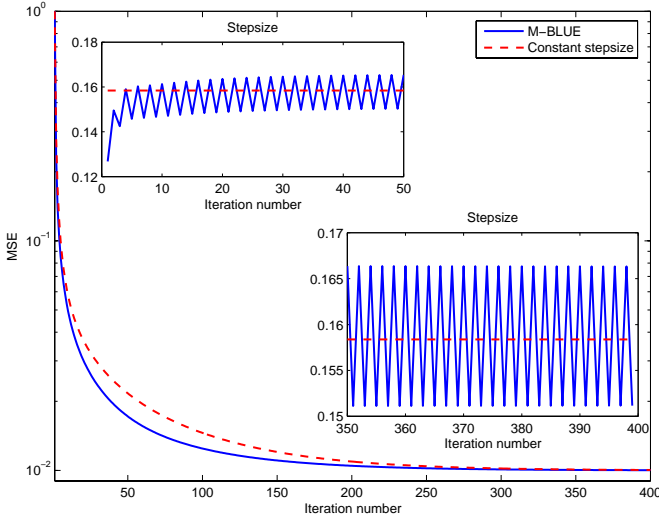 Stepsize
0.18
0.16
0.14
0.12
0 10 20 30 40 50
Iteration number
M−BLUE
Constant stepsize
Stepsize
0.17
0.165
0.16
0.155
0.15
350 360 370 380 390 400
Iteration number
MSE
10^0
10^−1
10^−2
50 100 150 200 250 300 350 400
Iteration number